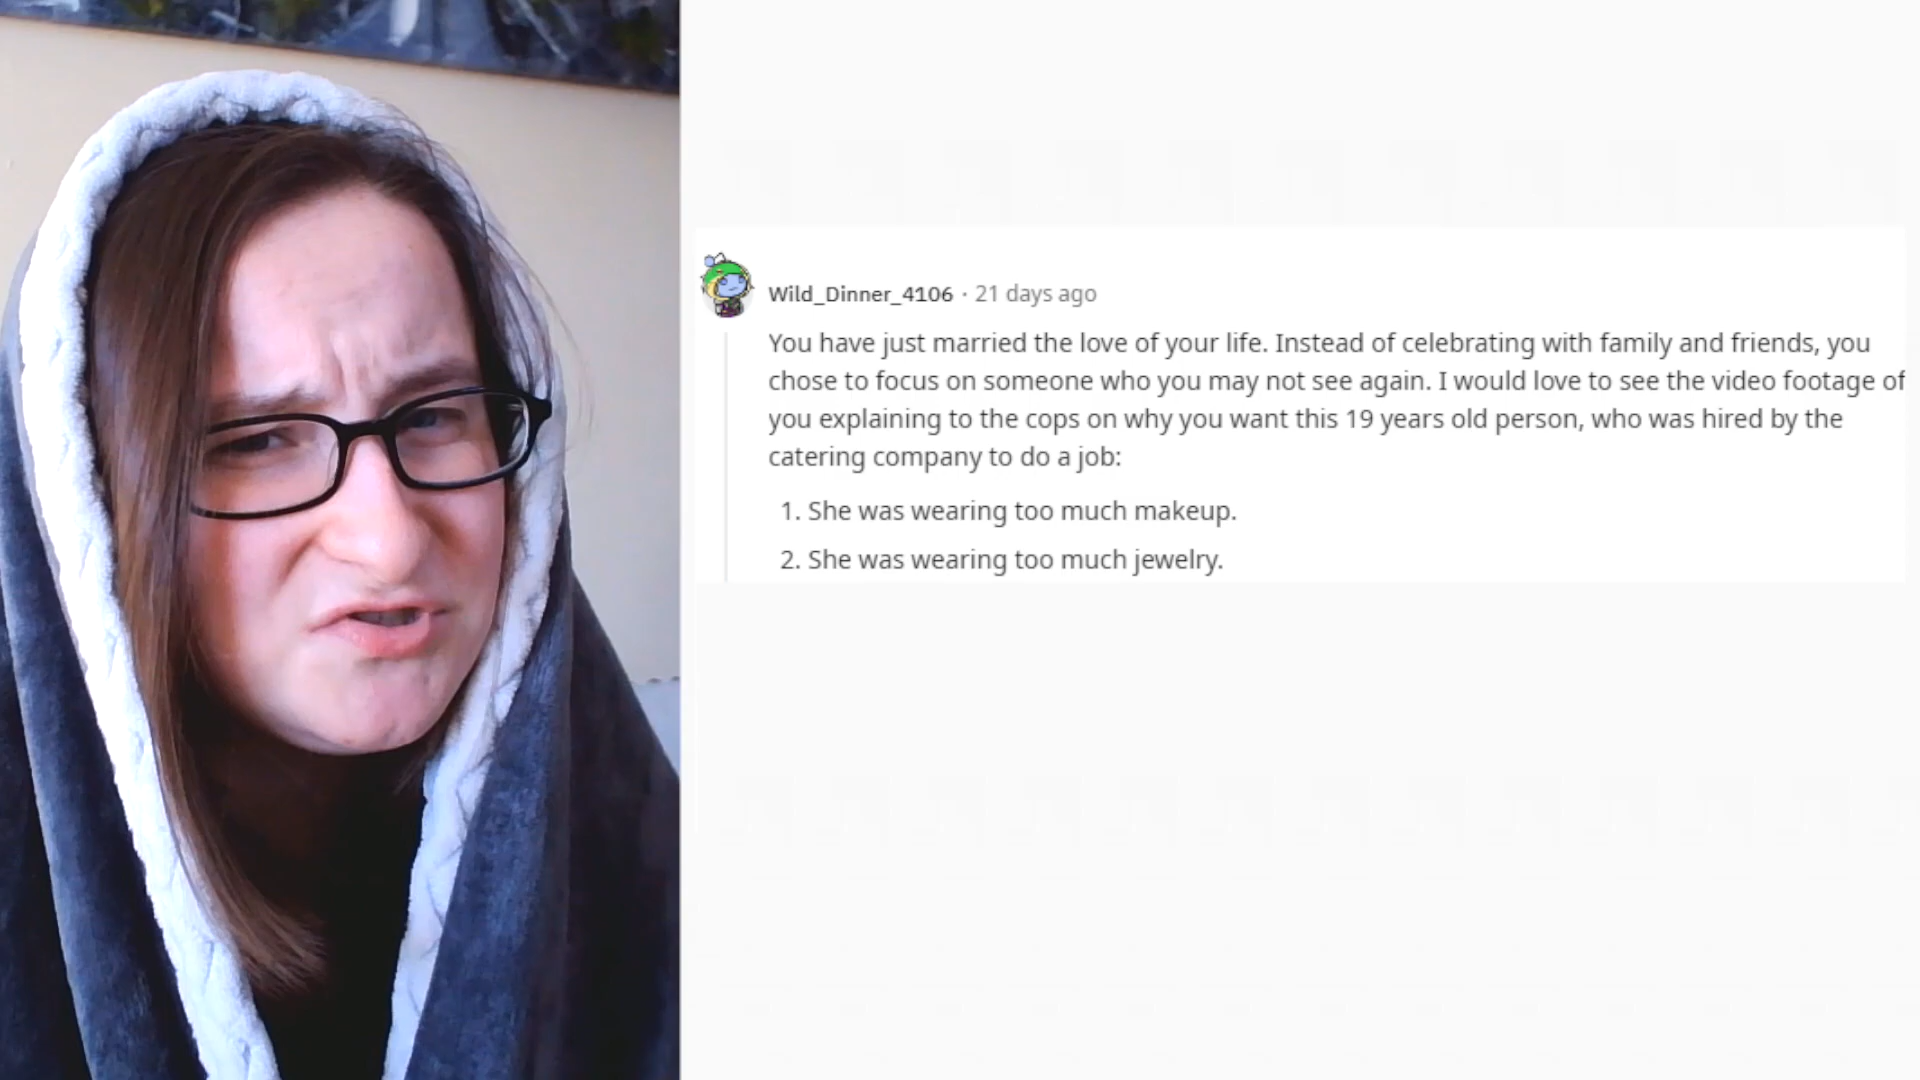 Wild_Dinner_4106 · 21 days ago
You have just married the love of your life. Instead of celebrating with family and friends, you
chose to focus on someone who you may not see again. I would love to see the video footage of
you explaining to the cops on why you want this 19 years old person, who was hired by the
catering company to do a job:
1. She was wearing too much makeup.
2. She was wearing too much jewelry.